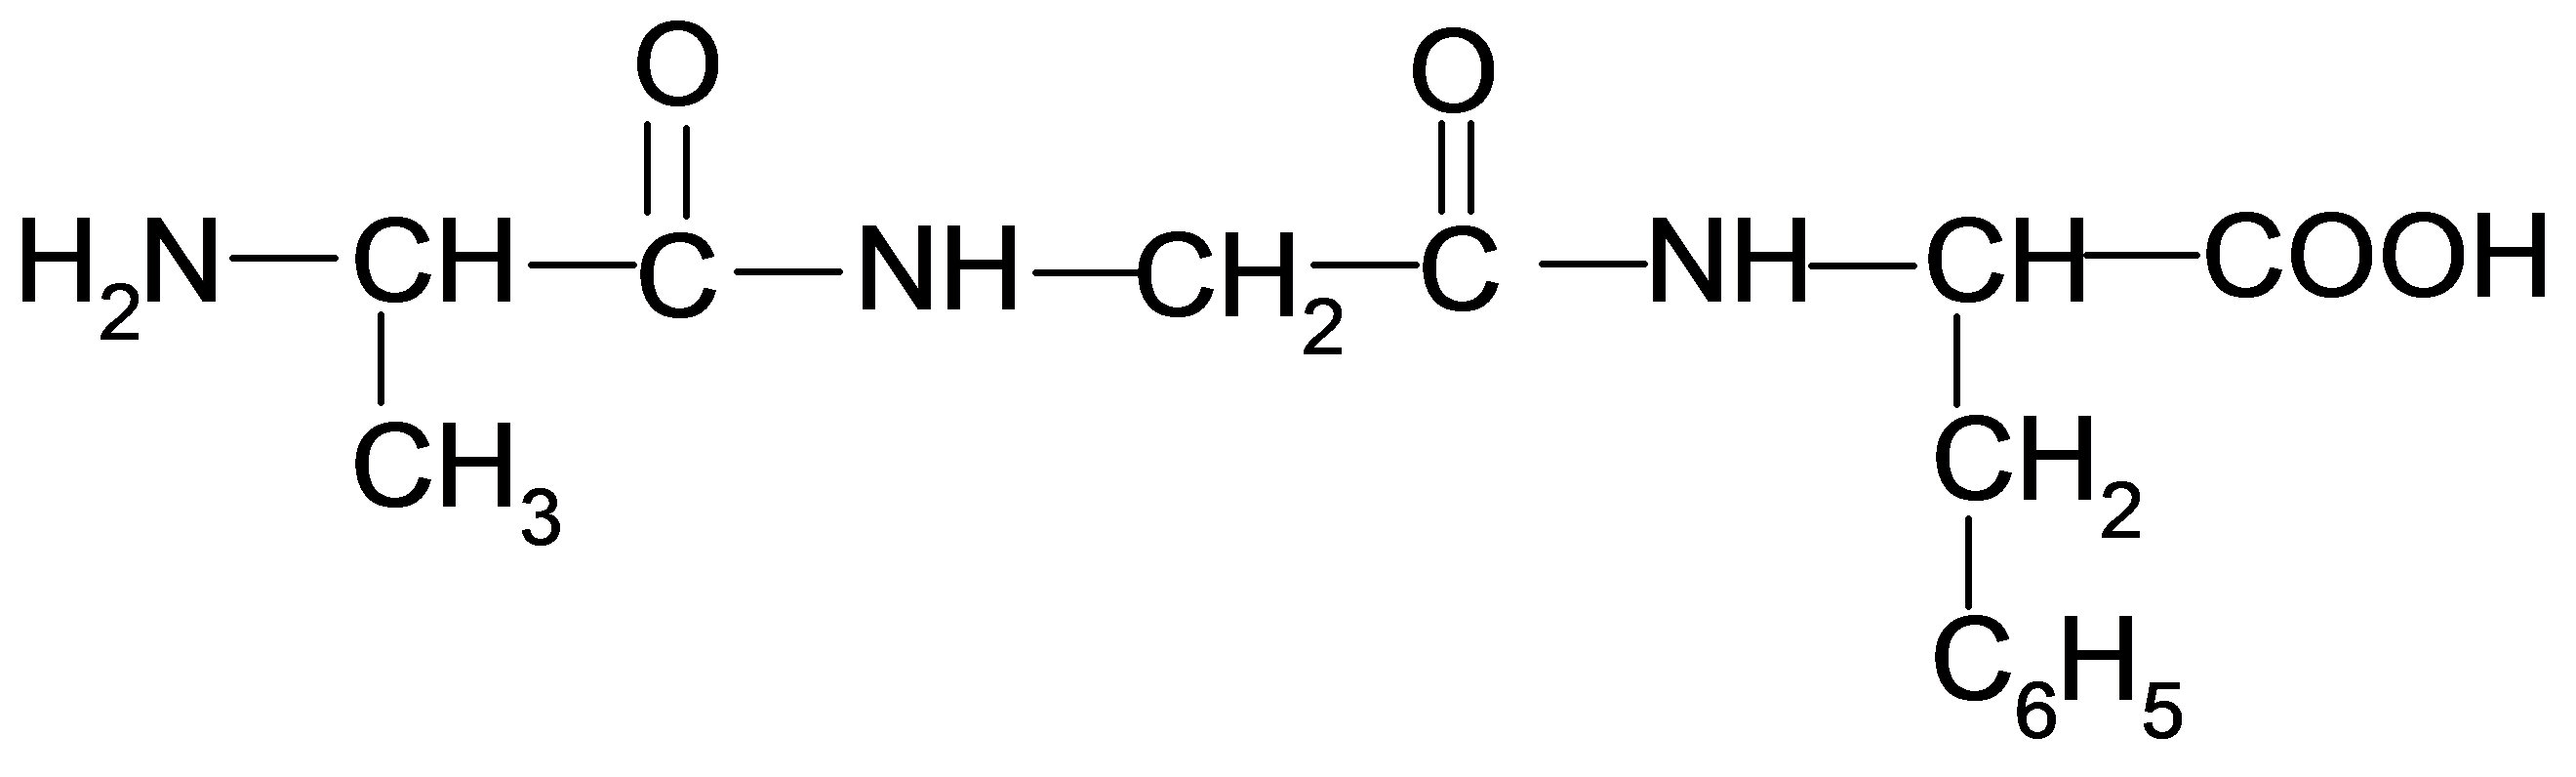 O O
H2N CH C NH CH2 C NH CH COOH
CH3 CH2
C6H5